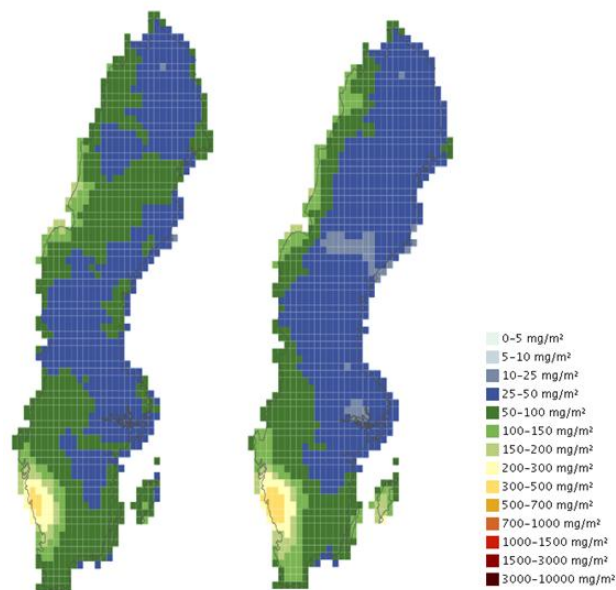 0–5 mg/m²
5–10 mg/m²
10–25 mg/m²
25–50 mg/m²
50–100 mg/m²
100–150 mg/m²
150–200 mg/m²
200–300 mg/m²
300–500 mg/m²
500–700 mg/m²
700–1000 mg/m²
1000–1500 mg/m²
1500–3000 mg/m²
3000–10000 mg/m²